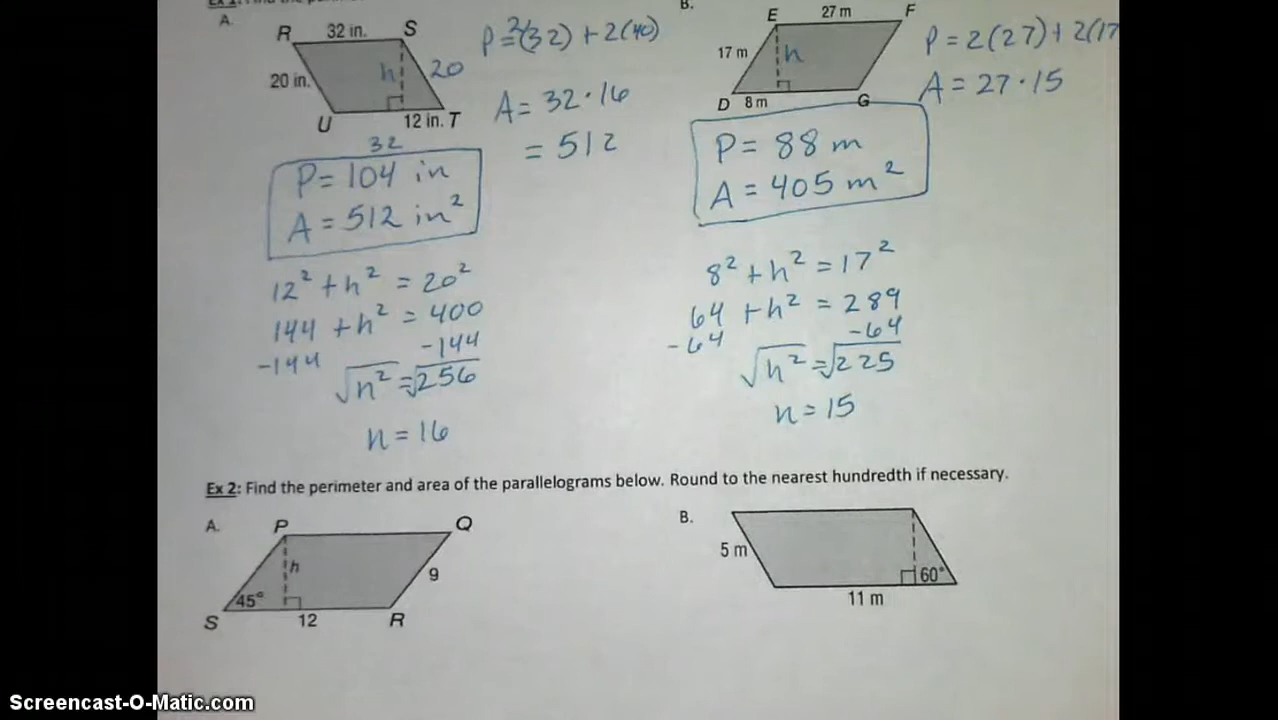 A.
R 32 in. S
20 in. h 20
U 12 in. T
32
P = 2(32) + 2(40)
A = 32 · 16
= 512
P = 104 in
A = 512 in²
12² + h² = 20²
144 + h² = 400
-144 -144
√h² = √256
h = 16
B.
E 27 m F
17 m h
D 8 m G
P = 2(27) + 2(17
A = 27 · 15
P = 88 m
A = 405 m²
8² + h² = 17²
64 + h² = 289
-64 -64
√h² = √225
h = 15
Ex 2: Find the perimeter and area of the parallelograms below. Round to the nearest hundredth if necessary.
A.
P Q
h
9
45°
S 12 R
B.
5 m
60°
11 m
Screencast-O-Matic.com